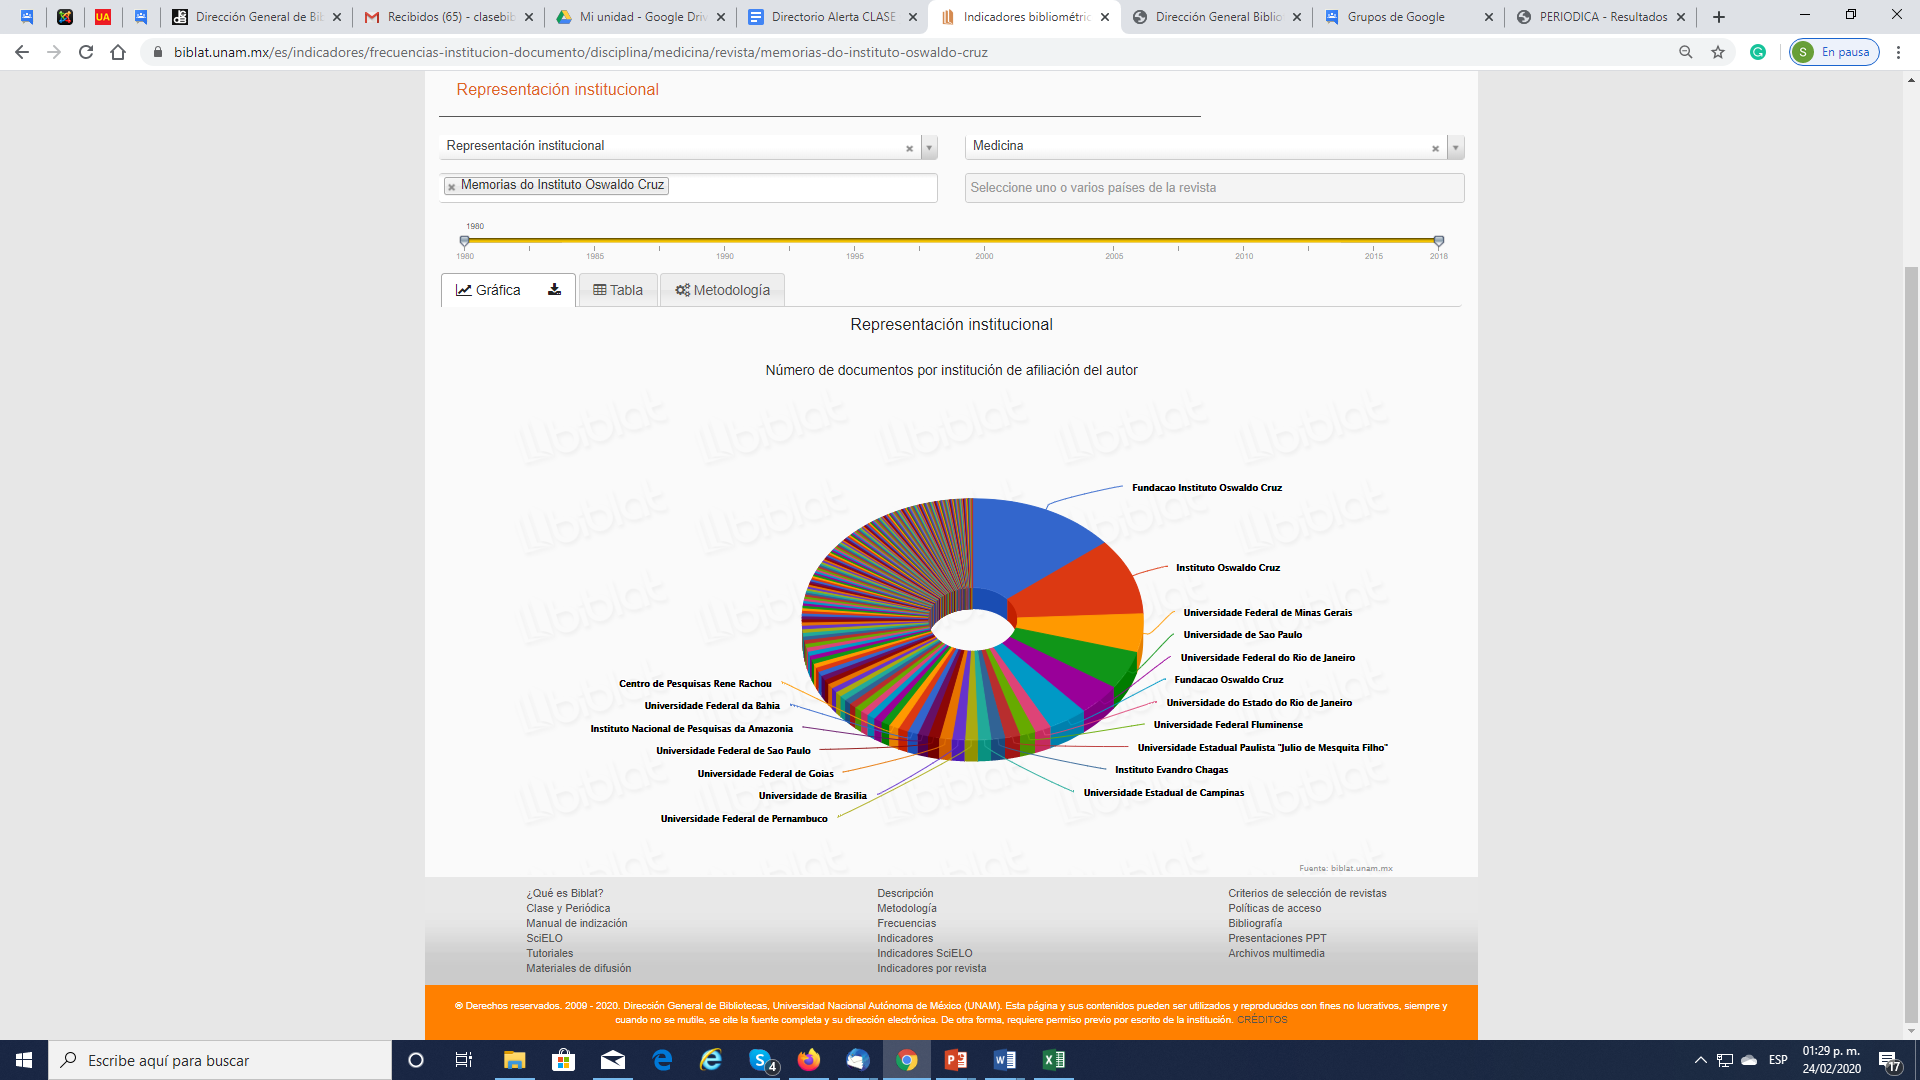 Dirección General de Bib
Recibidos (65) - clasebib
Mi unidad - Google Driv
Directorio Alerta CLASE
Indicadores bibliométric
Dirección General Bibliot
Grupos de Google
PERIODICA - Resultados
biblat.unam.mx/es/indicadores/frecuencias-institucion-documento/disciplina/medicina/revista/memorias-do-instituto-oswaldo-cruz
S En pausa
Representación institucional
Representación institucional
Medicina
Memorias do Instituto Oswaldo Cruz
Seleccione uno o varios países de la revista
1980
1980 1985 1990 1995 2000 2005 2010 2015 2018
Gráfica
Tabla
Metodología
Representación institucional
Número de documentos por institución de afiliación del autor
Fundacao Instituto Oswaldo Cruz
Instituto Oswaldo Cruz
Universidade Federal de Minas Gerais
Universidade de Sao Paulo
Universidade Federal do Rio de Janeiro
Fundacao Oswaldo Cruz
Universidade do Estado do Rio de Janeiro
Universidade Federal Fluminense
Universidade Estadual Paulista "Julio de Mesquita Filho"
Instituto Evandro Chagas
Universidade Estadual de Campinas
Centro de Pesquisas Rene Rachou
Universidade Federal da Bahia
Instituto Nacional de Pesquisas da Amazonia
Universidade Federal de Sao Paulo
Universidade Federal de Goias
Universidade de Brasilia
Universidade Federal de Pernambuco
Fuente: biblat.unam.mx
¿Qué es Biblat?
Clase y Periódica
Manual de indización
SciELO
Tutoriales
Materiales de difusión
Descripción
Metodología
Frecuencias
Indicadores
Indicadores SciELO
Indicadores por revista
Criterios de selección de revistas
Políticas de acceso
Bibliografía
Presentaciones PPT
Archivos multimedia
® Derechos reservados. 2009 - 2020. Dirección General de Bibliotecas, Universidad Nacional Autónoma de México (UNAM). Esta página y sus contenidos pueden ser utilizados y reproducidos con fines no lucrativos, siempre y
cuando no se mutile, se cite la fuente completa y su dirección electrónica. De otra forma, requiere permiso previo por escrito de la institución. CRÉDITOS
Escribe aquí para buscar
4
ESP
01:29 p. m.
24/02/2020
17